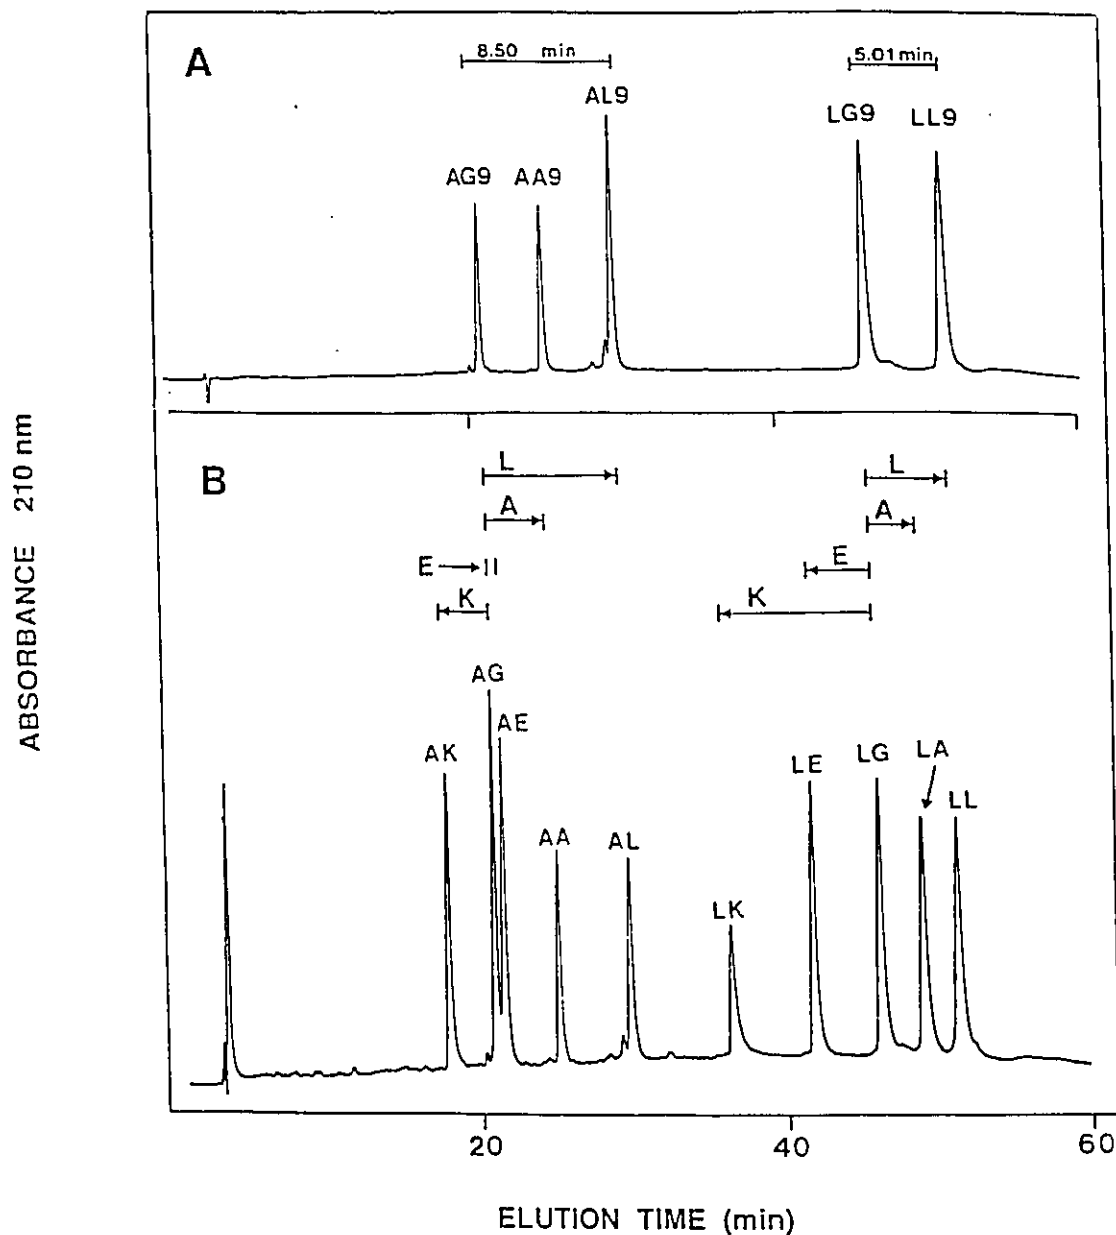 A
8.50 min
5.01 min
AL9
LG9 LL9
AG9 AA9
ABSORBANCE 210 nm
B
L L
A A
E E
K K
AG
AE
AK
AA
AL
LK
LE
LG
LA
LL
20 40 60
ELUTION TIME (min)